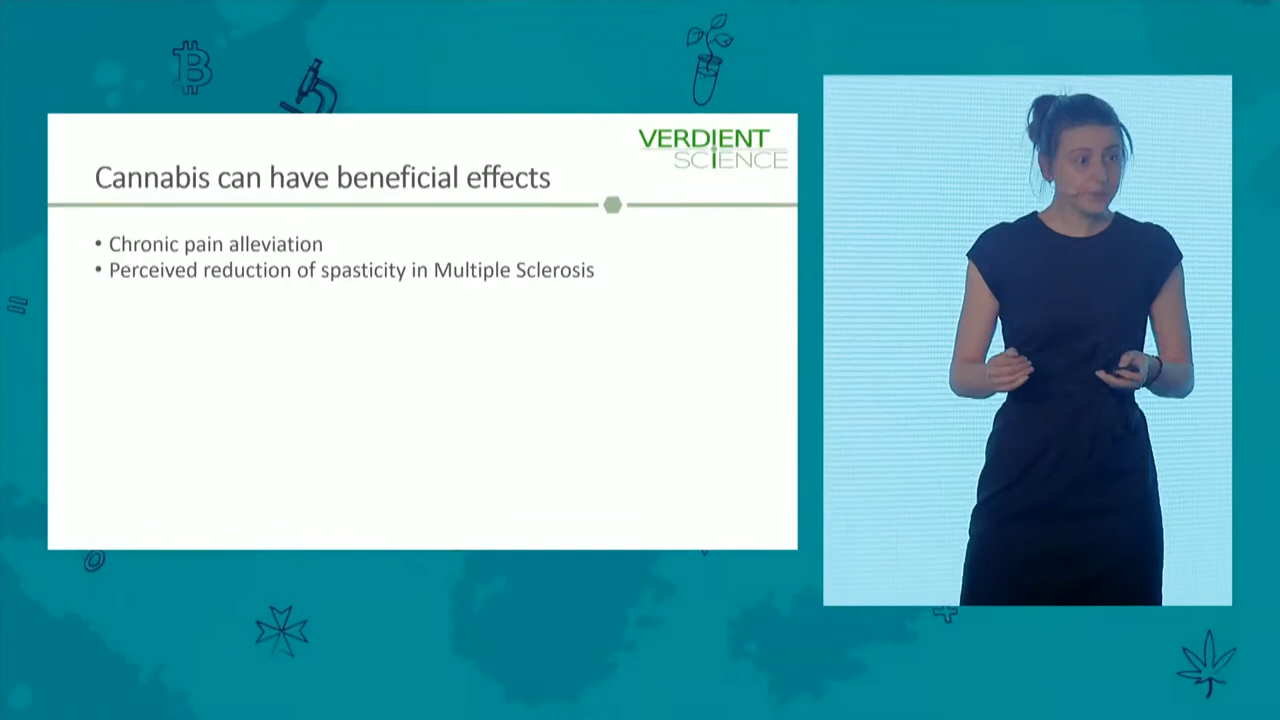 VERDIENT
SCIENCE
Cannabis can have beneficial effects
• Chronic pain alleviation
• Perceived reduction of spasticity in Multiple Sclerosis